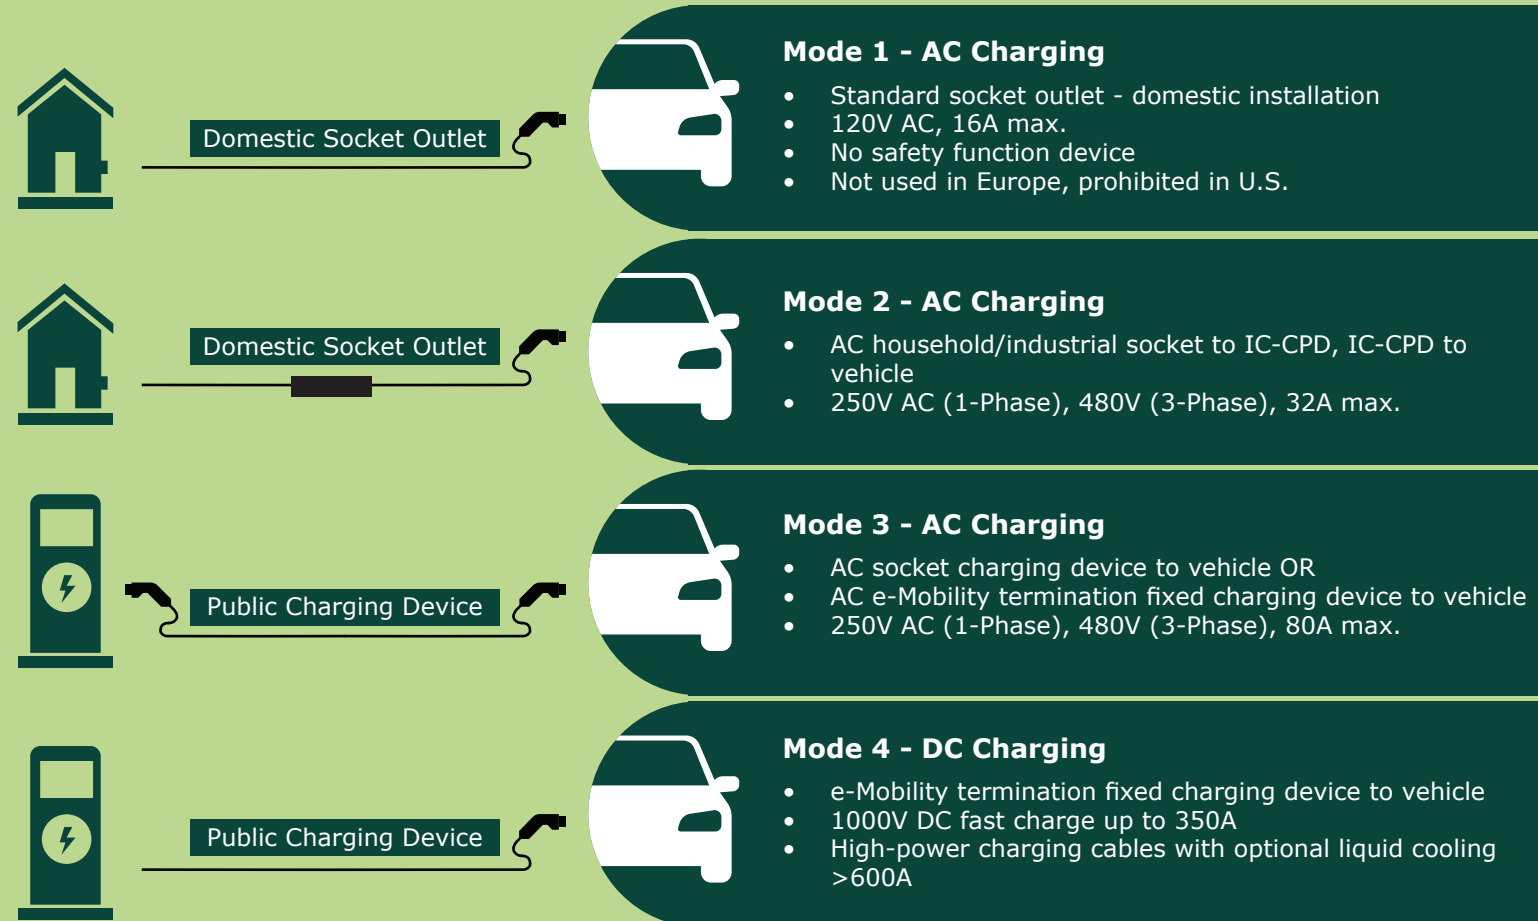 Domestic Socket Outlet
Mode 1 - AC Charging
• Standard socket outlet - domestic installation
• 120V AC, 16A max.
• No safety function device
• Not used in Europe, prohibited in U.S.
Domestic Socket Outlet
Mode 2 - AC Charging
• AC household/industrial socket to IC-CPD, IC-CPD to
vehicle
• 250V AC (1-Phase), 480V (3-Phase), 32A max.
Public Charging Device
Mode 3 - AC Charging
• AC socket charging device to vehicle OR
• AC e-Mobility termination fixed charging device to vehicle
• 250V AC (1-Phase), 480V (3-Phase), 80A max.
Public Charging Device
Mode 4 - DC Charging
• e-Mobility termination fixed charging device to vehicle
• 1000V DC fast charge up to 350A
• High-power charging cables with optional liquid cooling
>600A